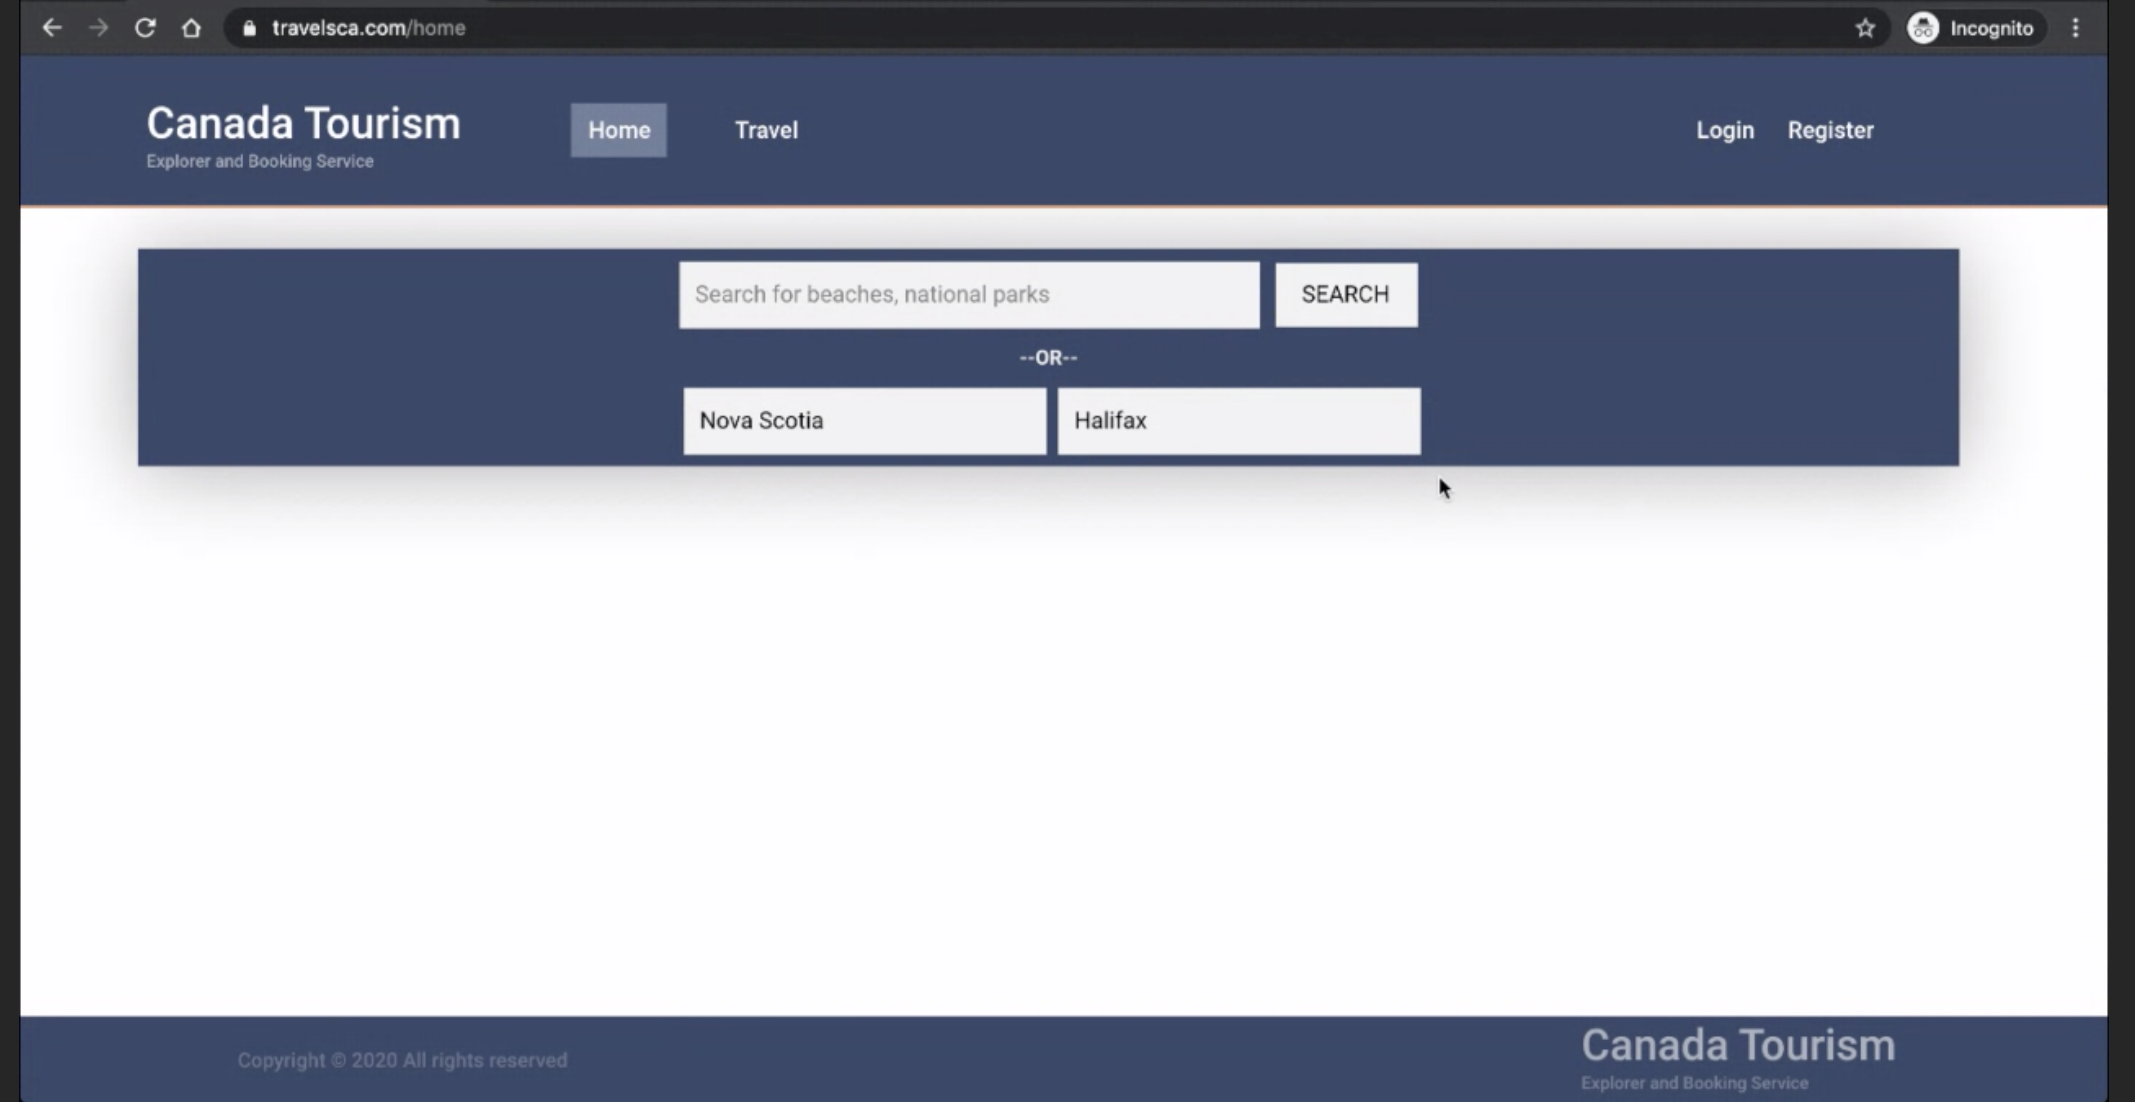 travelsca.com/home
Incognito
Canada Tourism
Explorer and Booking Service
Home
Travel
Login
Register
Search for beaches, national parks
SEARCH
--OR--
Nova Scotia
Halifax
Copyright © 2020 All rights reserved
Canada Tourism
Explorer and Booking Service